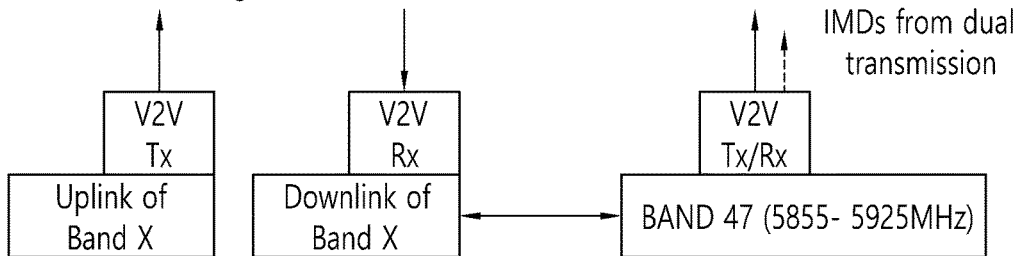 IMDs from dual
transmission
V2V
Tx
V2V
Rx
V2V
Tx/Rx
Uplink of
Band X
Downlink of
Band X
BAND 47 (5855- 5925MHz)